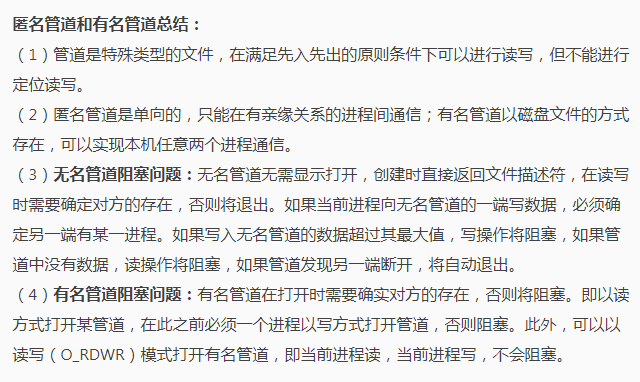 匿名管道和有名管道总结：
（1）管道是特殊类型的文件，在满足先入先出的原则条件下可以进行读写，但不能进行
定位读写。
（2）匿名管道是单向的，只能在有亲缘关系的进程间通信；有名管道以磁盘文件的方式
存在，可以实现本机任意两个进程通信。
（3）无名管道阻塞问题：无名管道无需显示打开，创建时直接返回文件描述符，在读写
时需要确定对方的存在，否则将退出。如果当前进程向无名管道的一端写数据，必须确
定另一端有某一进程。如果写入无名管道的数据超过其最大值，写操作将阻塞，如果管
道中没有数据，读操作将阻塞，如果管道发现另一端断开，将自动退出。
（4）有名管道阻塞问题：有名管道在打开时需要确实对方的存在，否则将阻塞。即以读
方式打开某管道，在此之前必须一个进程以写方式打开管道，否则阻塞。此外，可以以
读写（O_RDWR）模式打开有名管道，即当前进程读，当前进程写，不会阻塞。